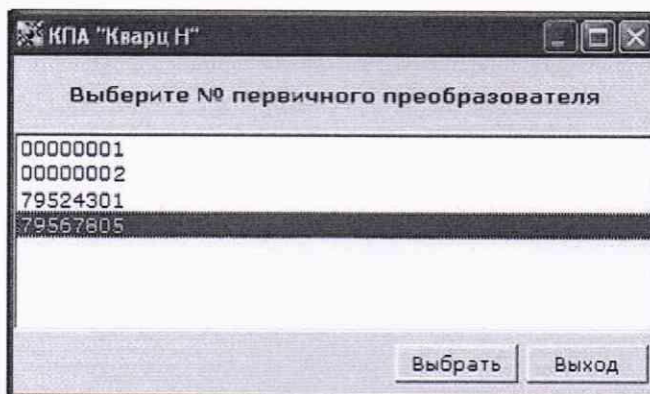 КПА "Кварц Н"
Выберите № первичного преобразователя
00000001
00000002
79524301
79567805
Выбрать
Выход